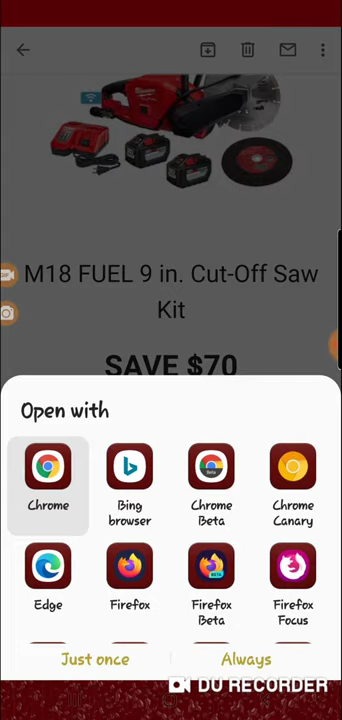 M18 FUEL 9 in. Cut-Off Saw
Kit
SAVE $70
Open with
Chrome
Bing
browser
Chrome
Beta
Chrome
Canary
Edge
Firefox
Firefox
Beta
Firefox
Focus
Just once
Always
DU RECORDER